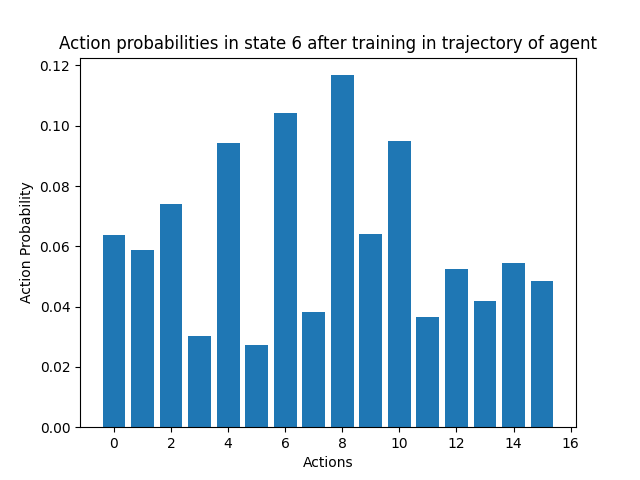 Action probabilities in state 6 after training in trajectory of agent
0.12
0.10
0.08
0.06
0.04
0.02
0.00
Action Probability
0 2 4 6 8 10 12 14 16
Actions